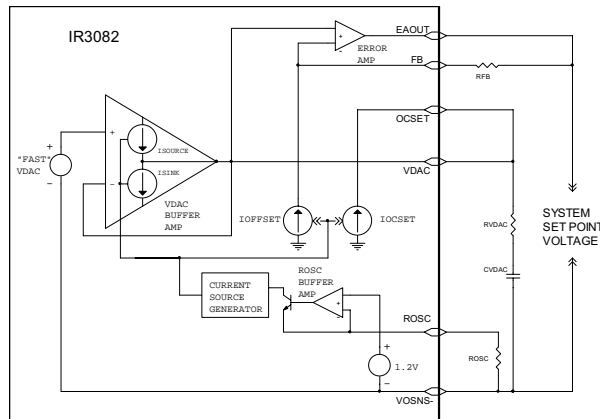 IR3082
EAOUT
+
-
ERROR
AMP
FB
RFB
OCSET
"FAST"
VDAC
+
-
+
-
ISOURCE
ISINK
VDAC
BUFFER
AMP
VDAC
IOFFSET
IOCSET
RVDAC
CVDAC
SYSTEM
SET POINT
VOLTAGE
CURRENT
SOURCE
GENERATOR
ROSC
BUFFER
AMP
+
-
ROSC
ROSC
+
1.2V
-
VOSNS-